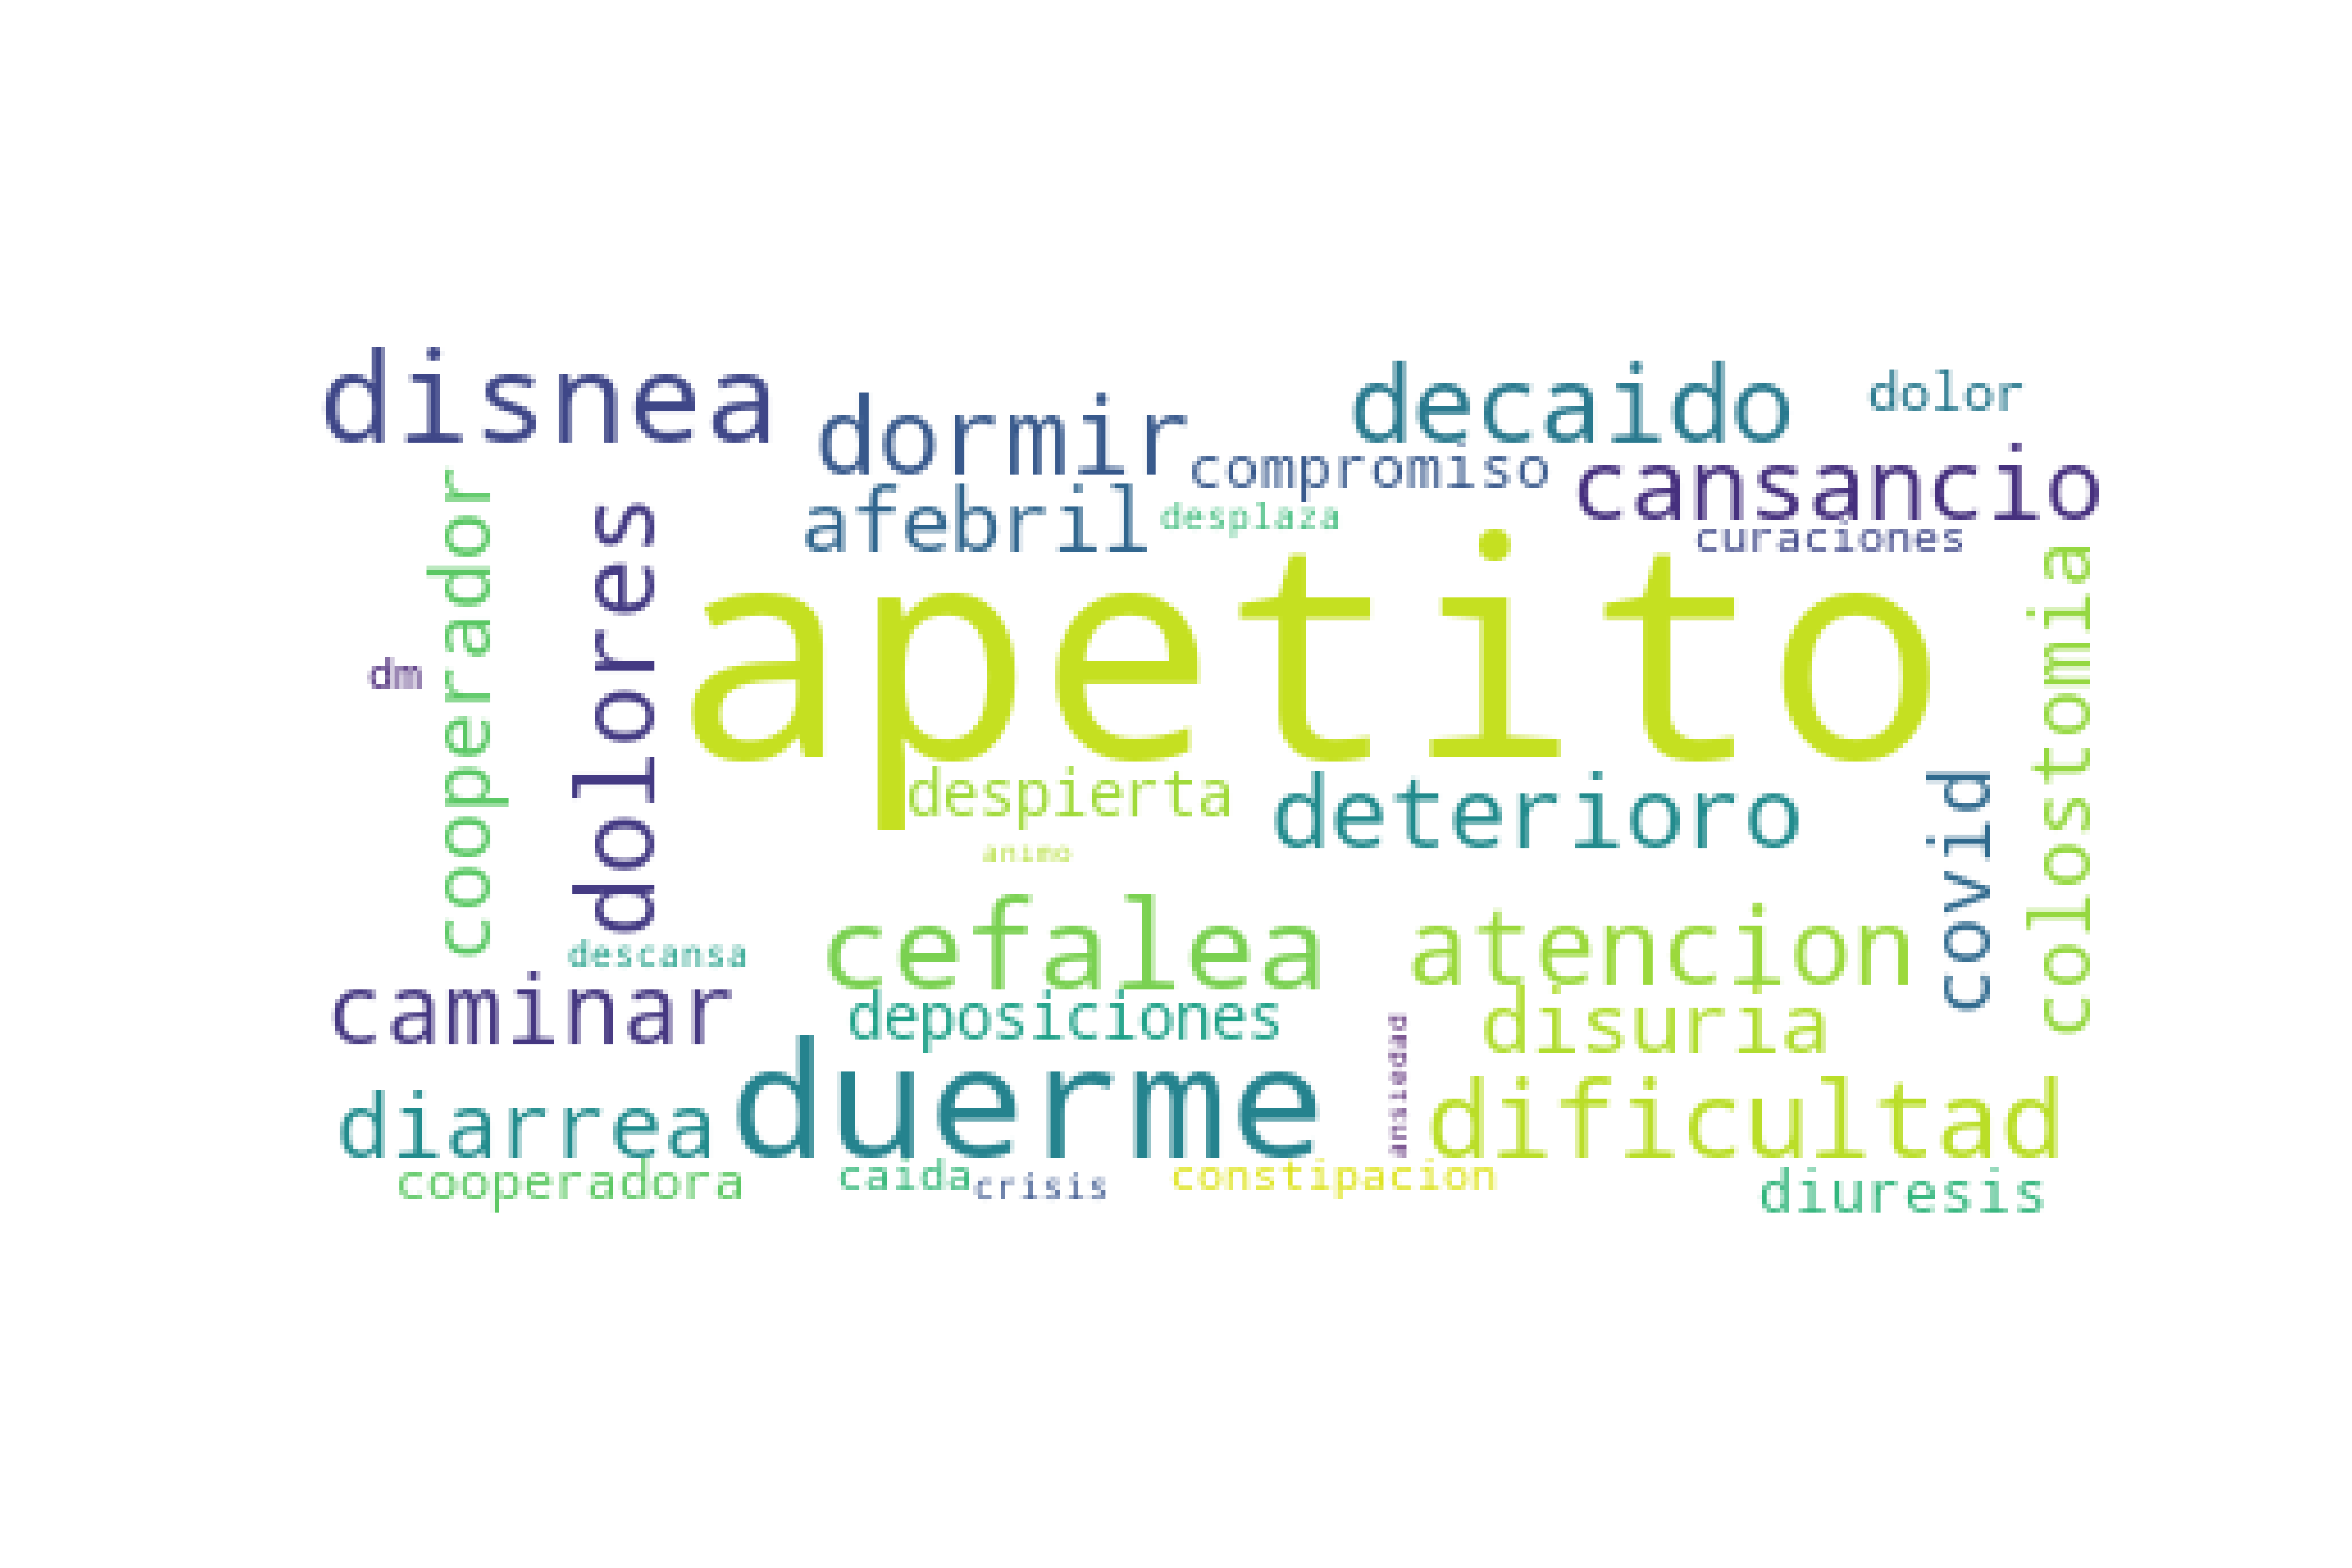 disnea
dormir
decaido
dolor
compromiso
cansancio
afebril
desplaza
curaciones
cooperador
dolores
apetito
colostomia
dm
despierta
deterioro
covid
animo
cefalea
atencion
descansa
caminar
deposiciones
disuria
ansiedad
diarrea
duerme
dificultad
cooperadora
caida
crisis
constipacion
diuresis